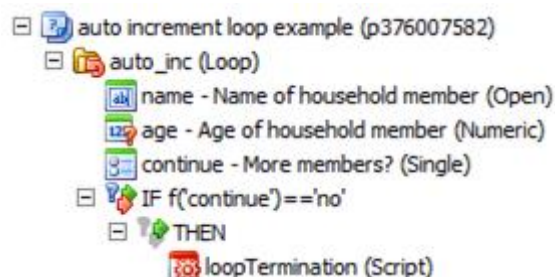 auto increment loop example (p376007582)
auto_inc (Loop)
name - Name of household member (Open)
age - Age of household member (Numeric)
continue - More members? (Single)
IF f('continue')=='no'
THEN
loopTermination (Script)